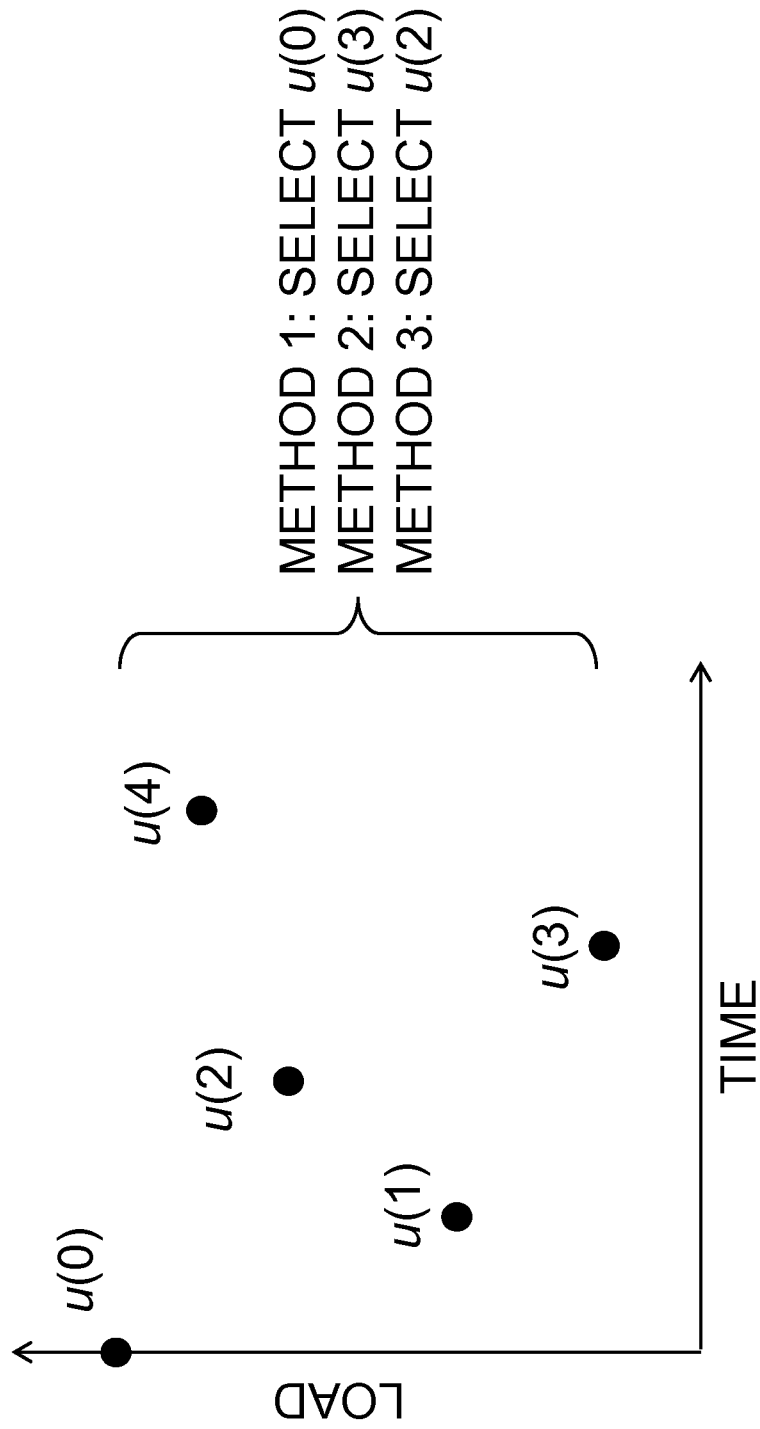 u(0)
u(1)
u(2)
u(3)
u(4)
LOAD
TIME
METHOD 1: SELECT u(0)
METHOD 2: SELECT u(3)
METHOD 3: SELECT u(2)